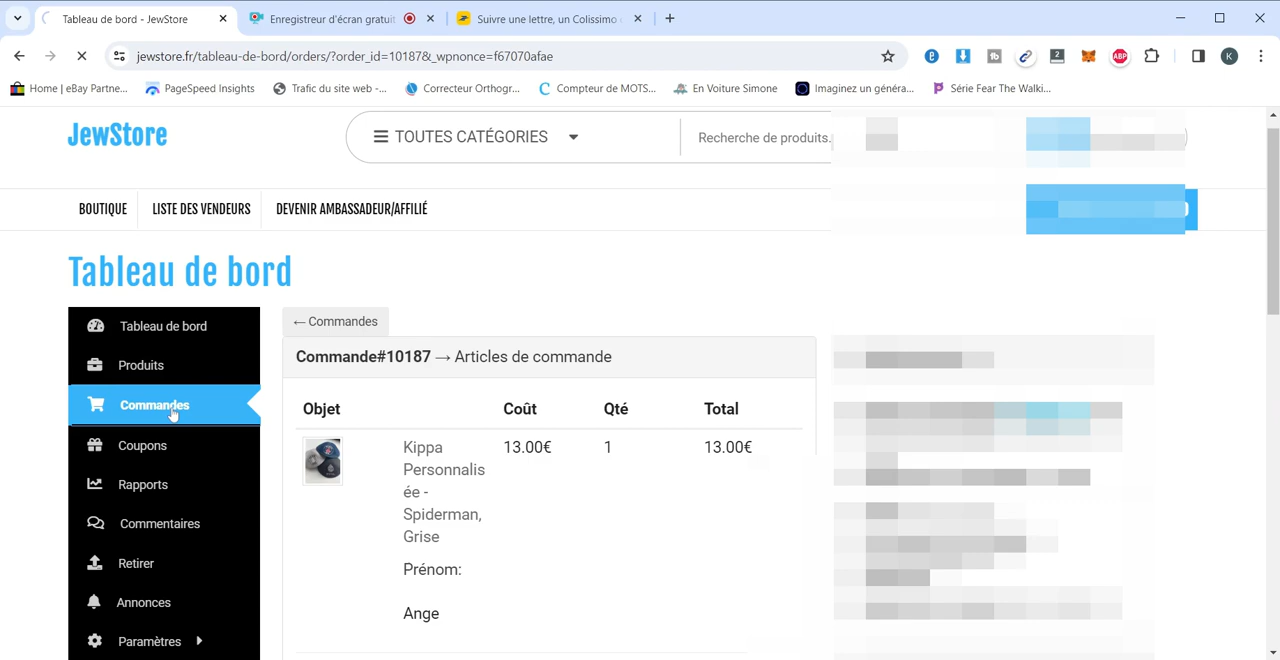 Tableau de bord - JewStore
Enregistreur d'écran gratuit
Suivre une lettre, un Colissimo
jewstore.fr/tableau-de-bord/orders/?order_id=10187&_wpnonce=f67070afae
2
ABP
K
Home | eBay Partne...
PageSpeed Insights
Trafic du site web -...
Correcteur Orthogr...
Compteur de MOTS...
En Voiture Simone
Imaginez un généra...
Série Fear The Walki...
JewStore
TOUTES CATÉGORIES
Recherche de produits.
BOUTIQUE
LISTE DES VENDEURS
DEVENIR AMBASSADEUR/AFFILIÉ
Tableau de bord
Tableau de bord
Produits
Commandes
Coupons
Rapports
Commentaires
Retirer
Annonces
Paramètres
← Commandes
Commande#10187 → Articles de commande
Objet Coût Qté Total
Kippa 13.00€ 1 13.00€
Personnalis
ée -
Spiderman,
Grise
Prénom:
Ange